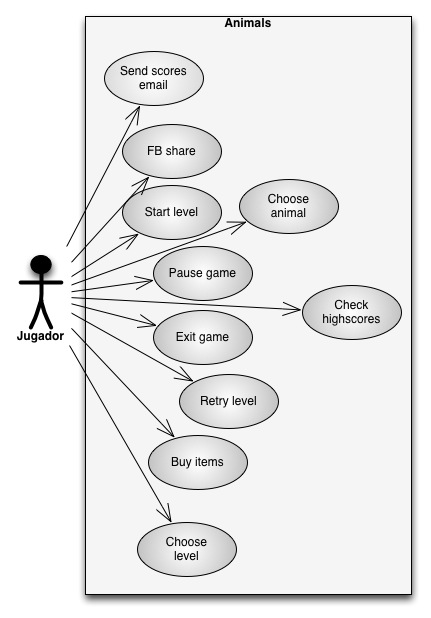 Animals
Send scores
email
FB share
Choose
animal
Start level
Pause game
Check
highscores
Jugador
Exit game
Retry level
Buy items
Choose
level